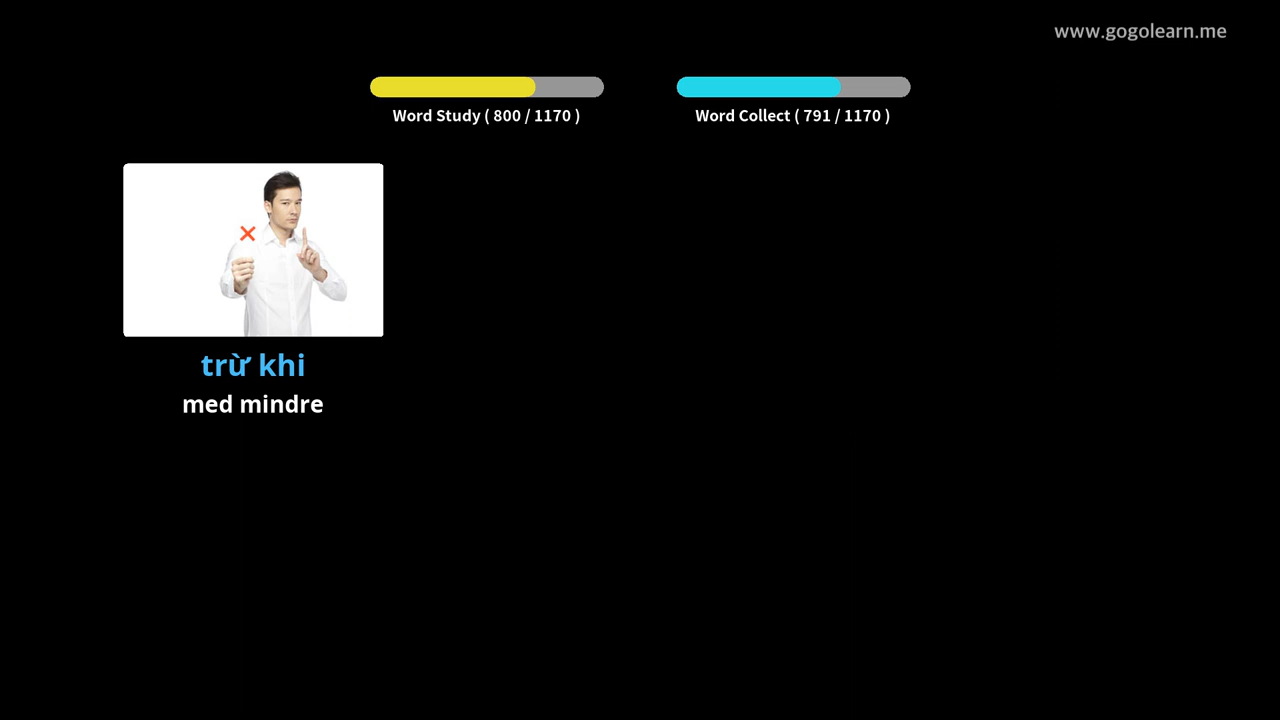 www.gogolearn.me
Word Study ( 800 / 1170 )
Word Collect ( 791 / 1170 )
trừ khi
med mindre